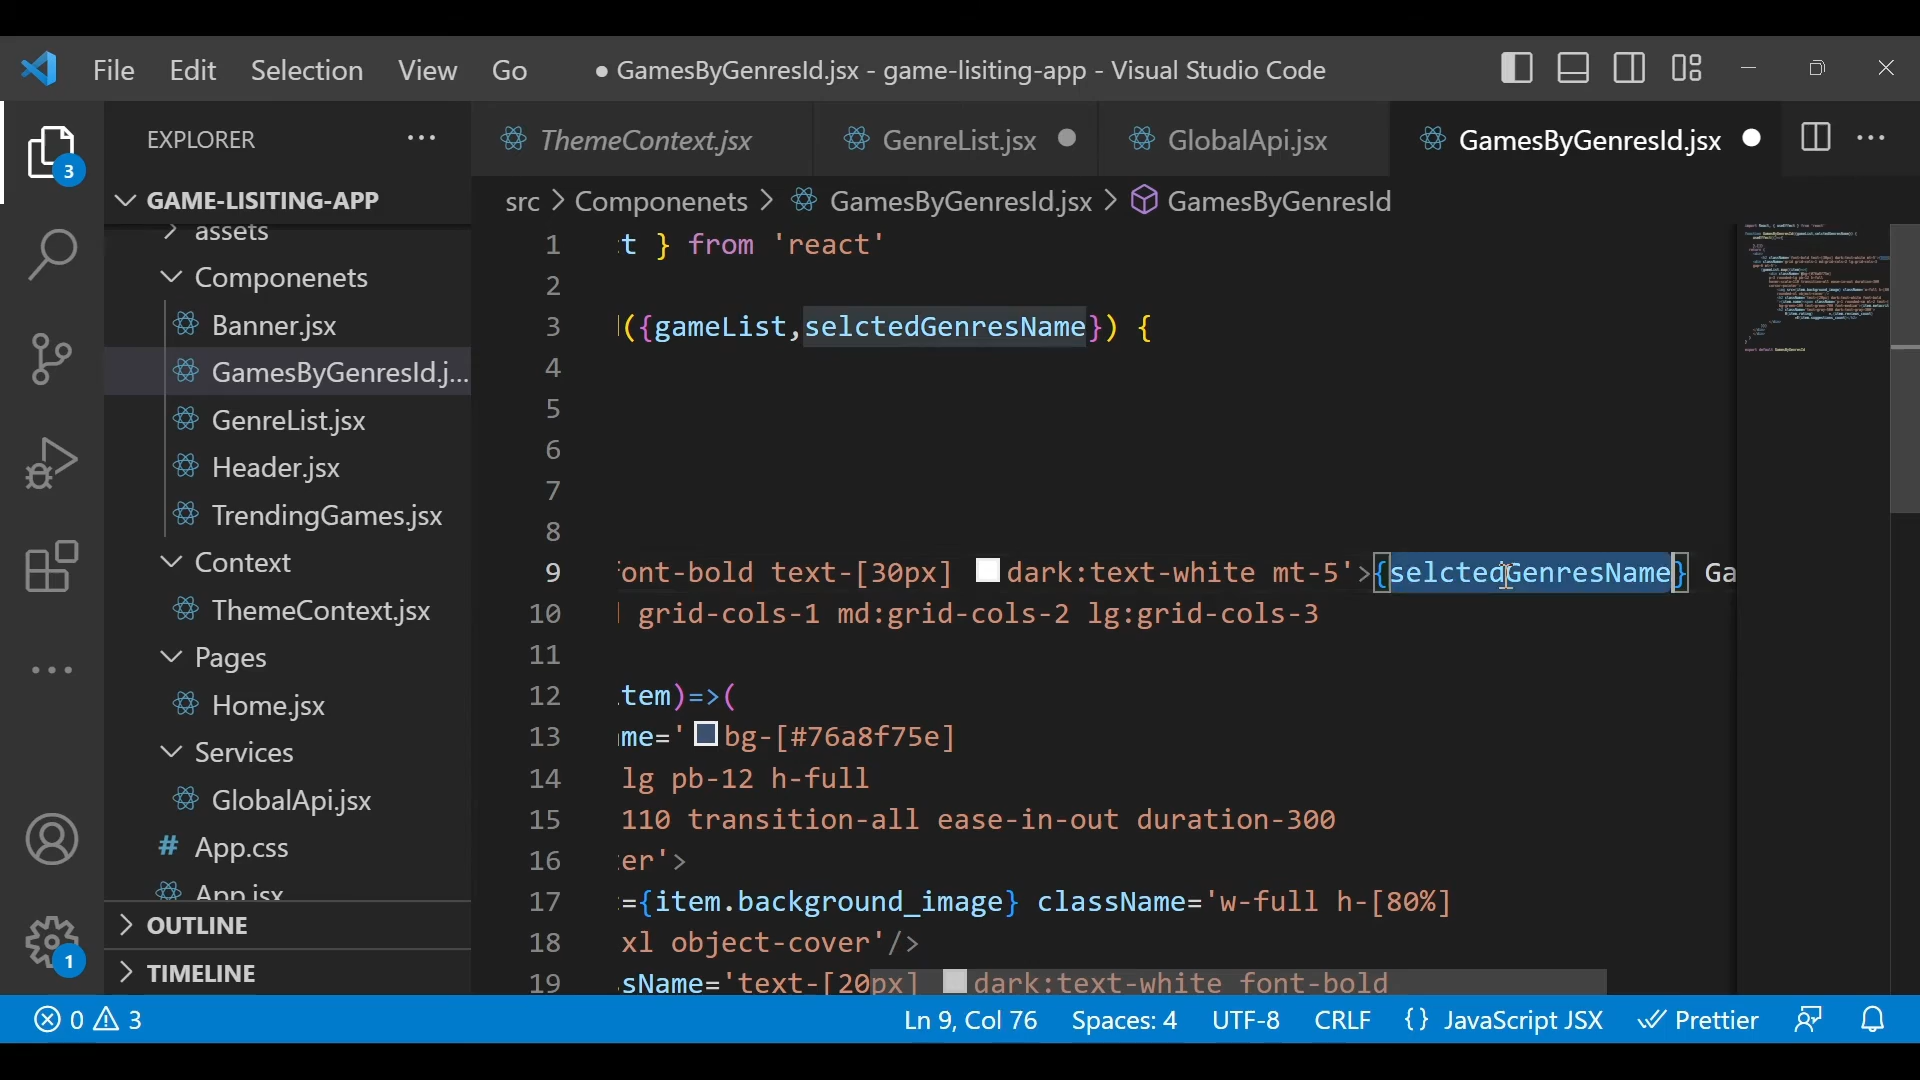 File Edit Selection View Go
● GamesByGenresId.jsx - game-lisiting-app - Visual Studio Code
EXPLORER
ThemeContext.jsx
GenreList.jsx
GlobalApi.jsx
GamesByGenresId.jsx
3
GAME-LISITING-APP
src > Componenets > GamesByGenresId.jsx > GamesByGenresId
assets
Componenets
Banner.jsx
GamesByGenresId.j...
GenreList.jsx
Header.jsx
TrendingGames.jsx
Context
ThemeContext.jsx
Pages
Home.jsx
Services
GlobalApi.jsx
# App.css
App.jsx
OUTLINE
TIMELINE
1
1 t } from 'react'
2
3 ({gameList,selctedGenresName}) {
4
5
6
7
8
9 ont-bold text-[30px] dark:text-white mt-5'>{selctedGenresName} Ga
10 grid-cols-1 md:grid-cols-2 lg:grid-cols-3
11
12 tem)=>(
13 me='bg-[#76a8f75e]
14 lg pb-12 h-full
15 110 transition-all ease-in-out duration-300
16 er'>
17 ={item.background_image} className='w-full h-[80%]
18 xl object-cover'/>
19 sName='text-[20px] dark:text-white font-bold
0 3
Ln 9, Col 76 Spaces: 4 UTF-8 CRLF {} JavaScript JSX Prettier